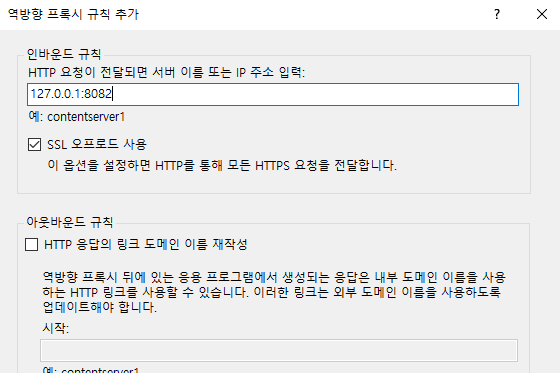 역방향 프록시 규칙 추가
인바운드 규칙
HTTP 요청이 전달되면 서버 이름 또는 IP 주소 입력:
127.0.0.1:8082
예: contentserver1
SSL 오프로드 사용
이 옵션을 설정하면 HTTP를 통해 모든 HTTPS 요청을 전달합니다.
아웃바운드 규칙
HTTP 응답의 링크 도메인 이름 재작성
역방향 프록시 뒤에 있는 응용 프로그램에서 생성되는 응답은 내부 도메인 이름을 사용
하는 HTTP 링크를 사용할 수 있습니다. 이러한 링크는 외부 도메인 이름을 사용하도록
업데이트해야 합니다.
시작:
예: contentserver1